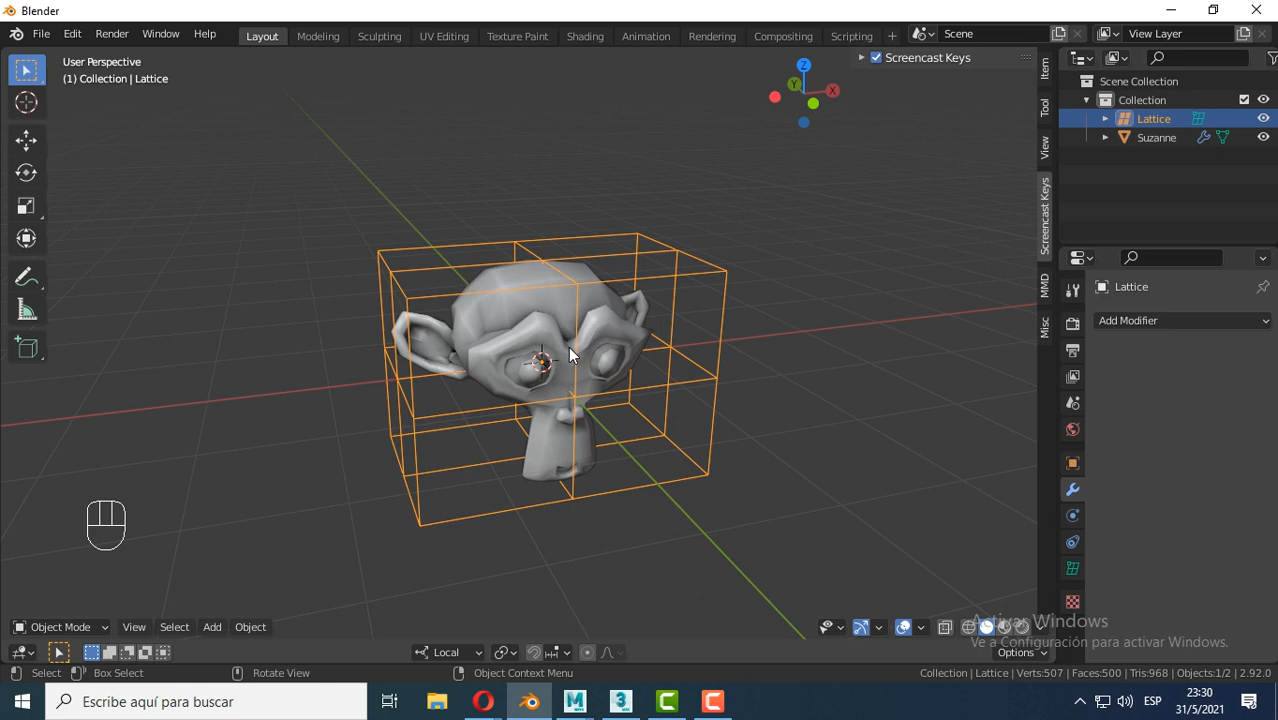 Blender
File Edit Render Window Help Layout Modeling Sculpting UV Editing Texture Paint Shading Animation Rendering Compositing Scripting + Scene View Layer
User Perspective
(1) Collection | Lattice
Screencast Keys
Z
Y
X
Item
Tool
View
Screencast Keys
MMD
Misc
Scene Collection
Collection
Lattice
Suzanne
Lattice
Add Modifier
Activar Windows
Ve a Configuración para activar Windows.
Object Mode View Select Add Object
Local
Options
Select Box Select Rotate View Object Context Menu
Collection | Lattice | Verts:507 | Faces:500 | Tris:968 | Objects:1/2 | 2.92.0
Escribe aquí para buscar
ESP
23:30
31/5/2021